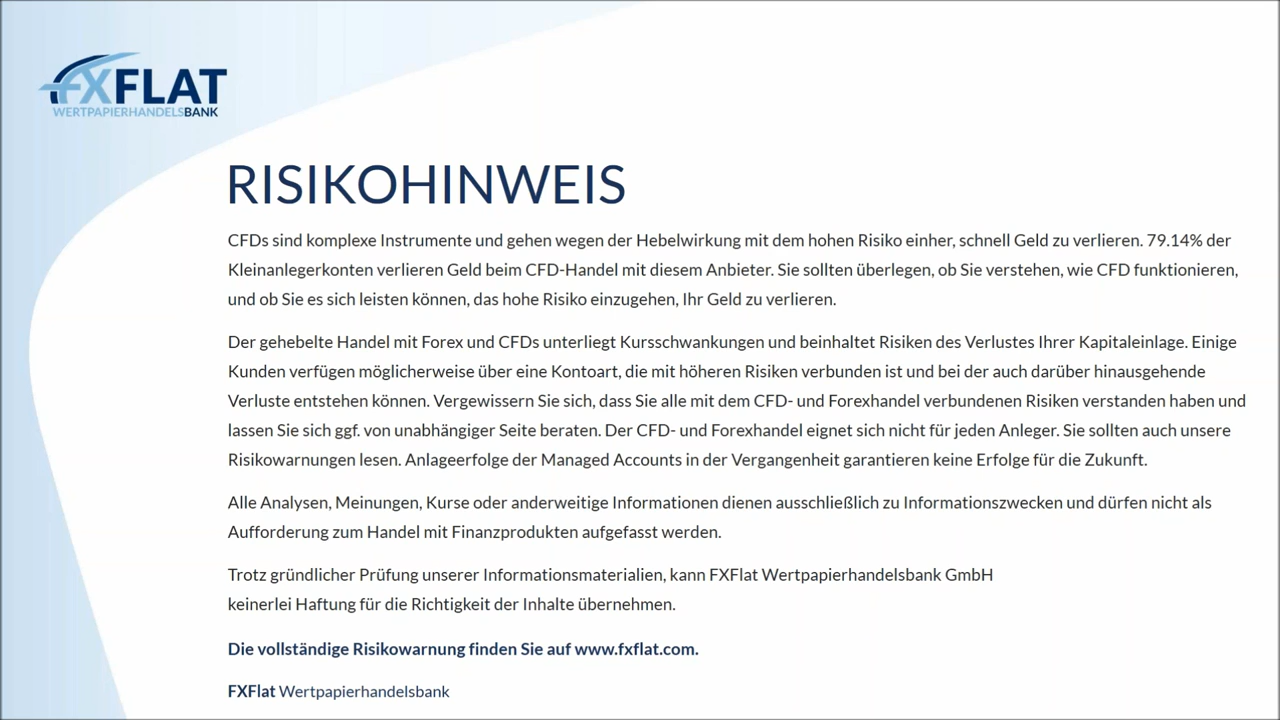 FXFLAT
WERTPAPIERHANDELSBANK
RISIKOHINWEIS
CFDs sind komplexe Instrumente und gehen wegen der Hebelwirkung mit dem hohen Risiko einher, schnell Geld zu verlieren. 79.14% der
Kleinanlegerkonten verlieren Geld beim CFD-Handel mit diesem Anbieter. Sie sollten überlegen, ob Sie verstehen, wie CFD funktionieren,
und ob Sie es sich leisten können, das hohe Risiko einzugehen, Ihr Geld zu verlieren.
Der gehebelte Handel mit Forex und CFDs unterliegt Kursschwankungen und beinhaltet Risiken des Verlustes Ihrer Kapitaleinlage. Einige
Kunden verfügen möglicherweise über eine Kontoart, die mit höheren Risiken verbunden ist und bei der auch darüber hinausgehende
Verluste entstehen können. Vergewissern Sie sich, dass Sie alle mit dem CFD- und Forexhandel verbundenen Risiken verstanden haben und
lassen Sie sich ggf. von unabhängiger Seite beraten. Der CFD- und Forexhandel eignet sich nicht für jeden Anleger. Sie sollten auch unsere
Risikowarnungen lesen. Anlageerfolge der Managed Accounts in der Vergangenheit garantieren keine Erfolge für die Zukunft.
Alle Analysen, Meinungen, Kurse oder anderweitige Informationen dienen ausschließlich zu Informationszwecken und dürfen nicht als
Aufforderung zum Handel mit Finanzprodukten aufgefasst werden.
Trotz gründlicher Prüfung unserer Informationsmaterialien, kann FXFlat Wertpapierhandelsbank GmbH
keinerlei Haftung für die Richtigkeit der Inhalte übernehmen.
Die vollständige Risikowarnung finden Sie auf www.fxflat.com.
FXFlat Wertpapierhandelsbank